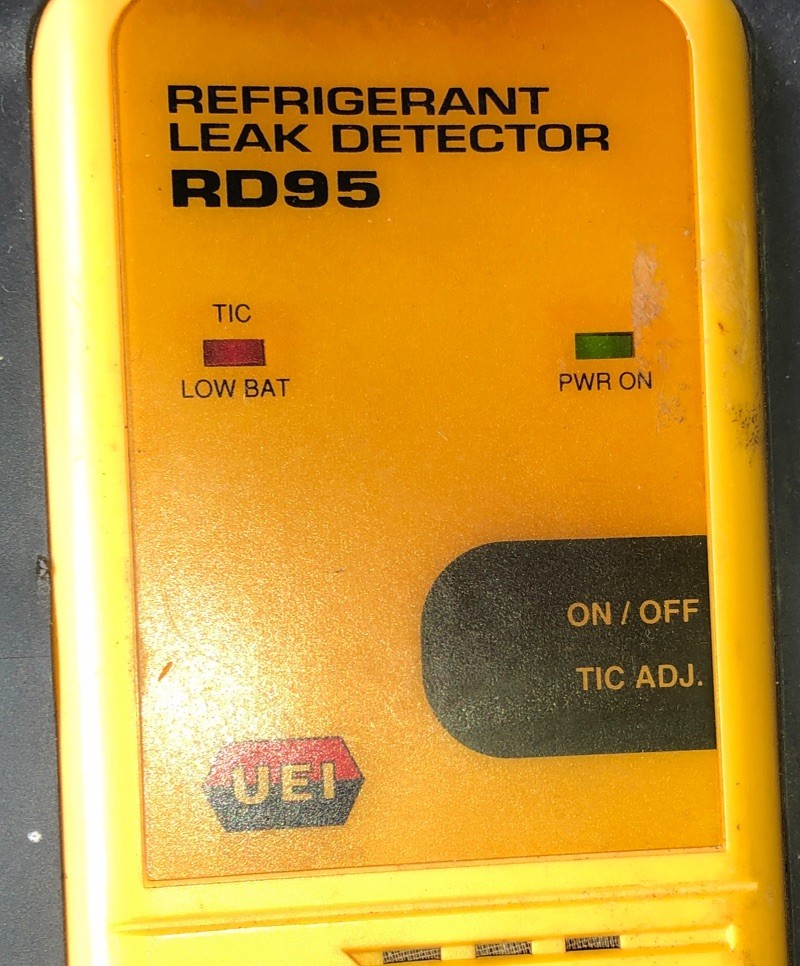 REFRIGERANT
LEAK DETECTOR
RD95
TIC
LOW BAT
PWR ON
ON / OFF
TIC ADJ.
UEI